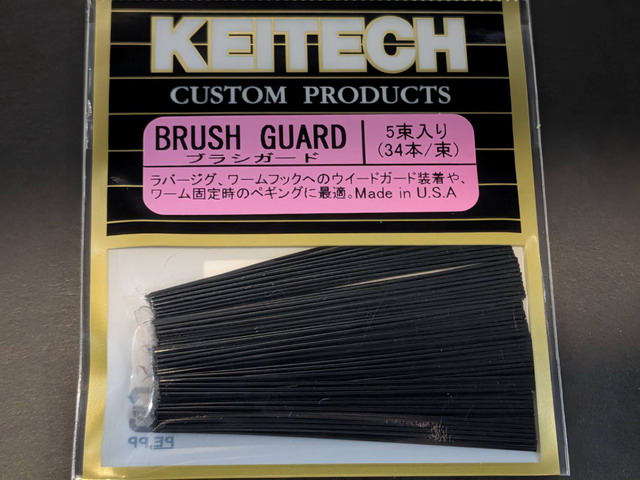 KEITECH
CUSTOM PRODUCTS
BRUSH GUARD
ブラシガード
5束入り
(34本/束)
ラバージグ、ワームフックへのウイードガード装着や、
ワーム固定時のペギングに最適。Made in U.S.A
PE,PP